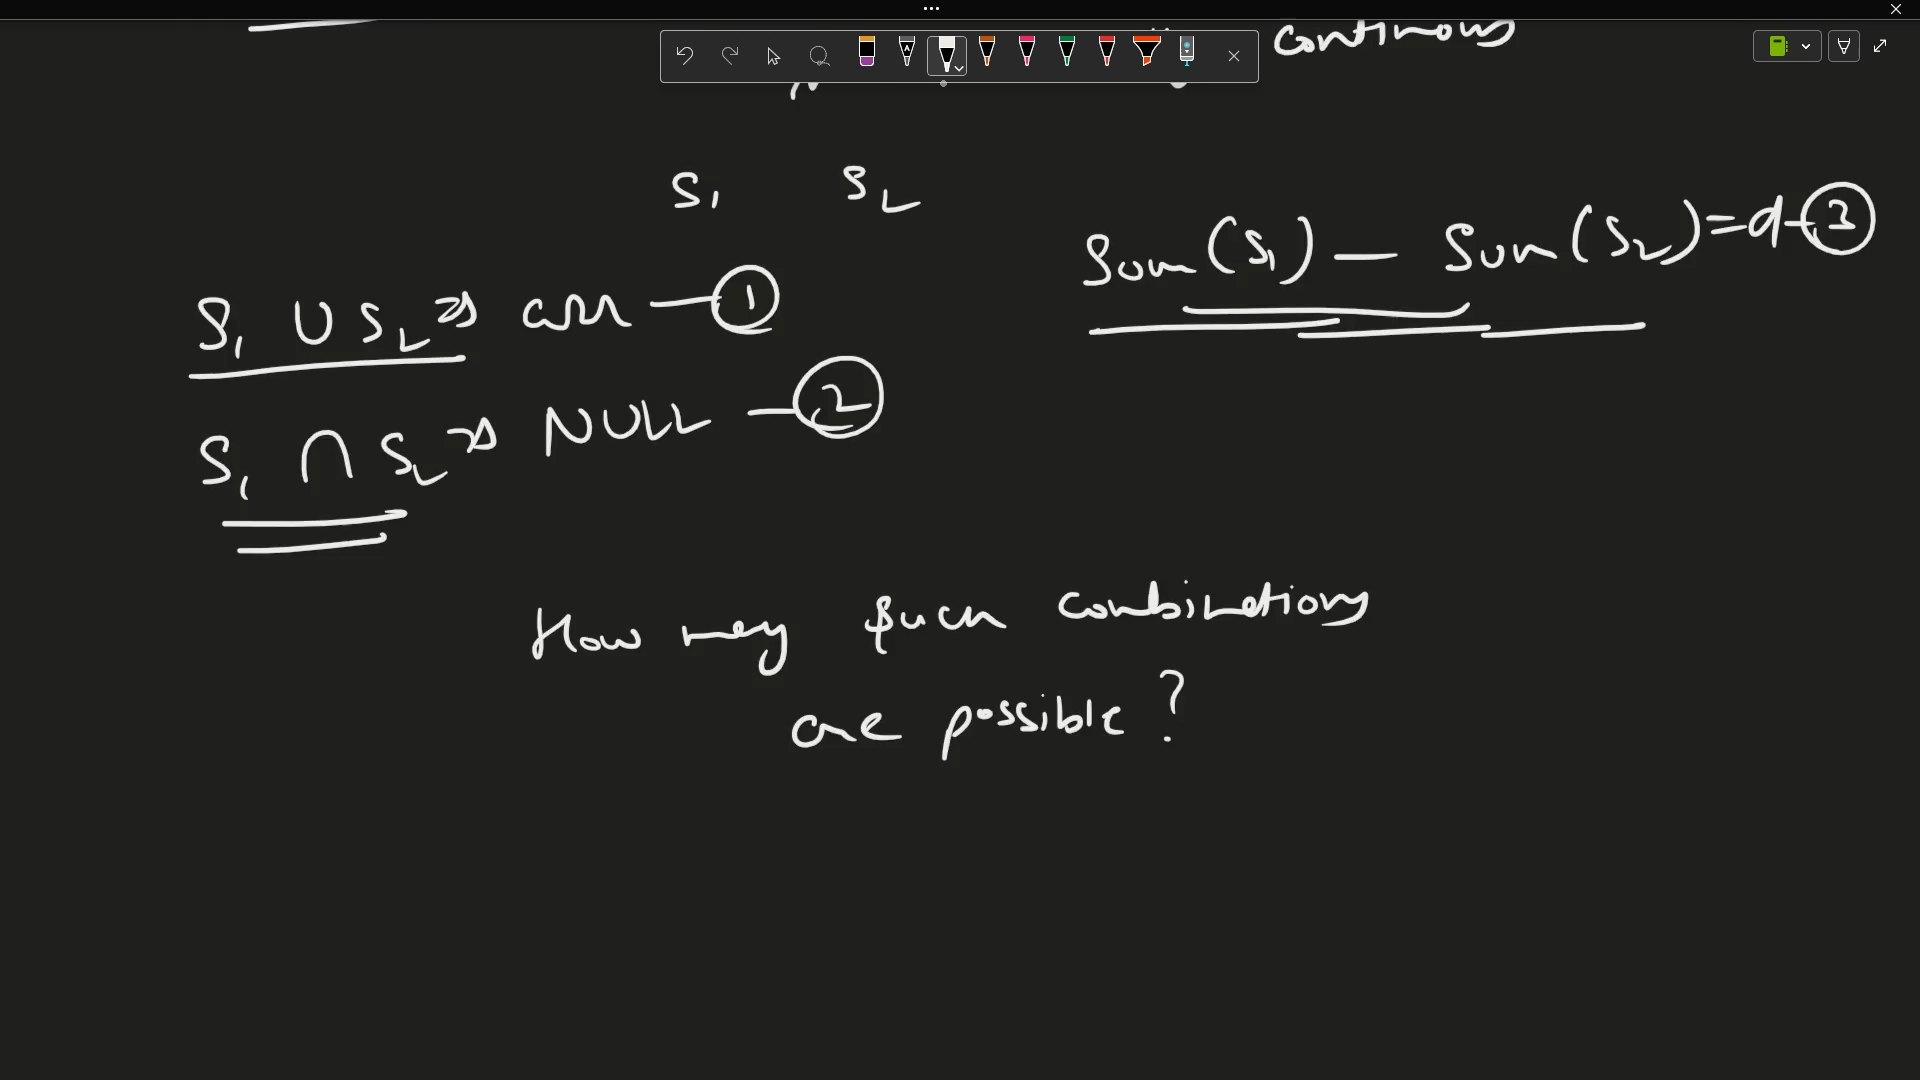 continous
S₁ S₂
Sum(S₁) — Sum(S₂) = d - ③
S₁ ∪ S₂ ⇒ arr — ①
S₁ ∩ S₂ ⇒ NULL — ②
How many such combinations
are possible ?